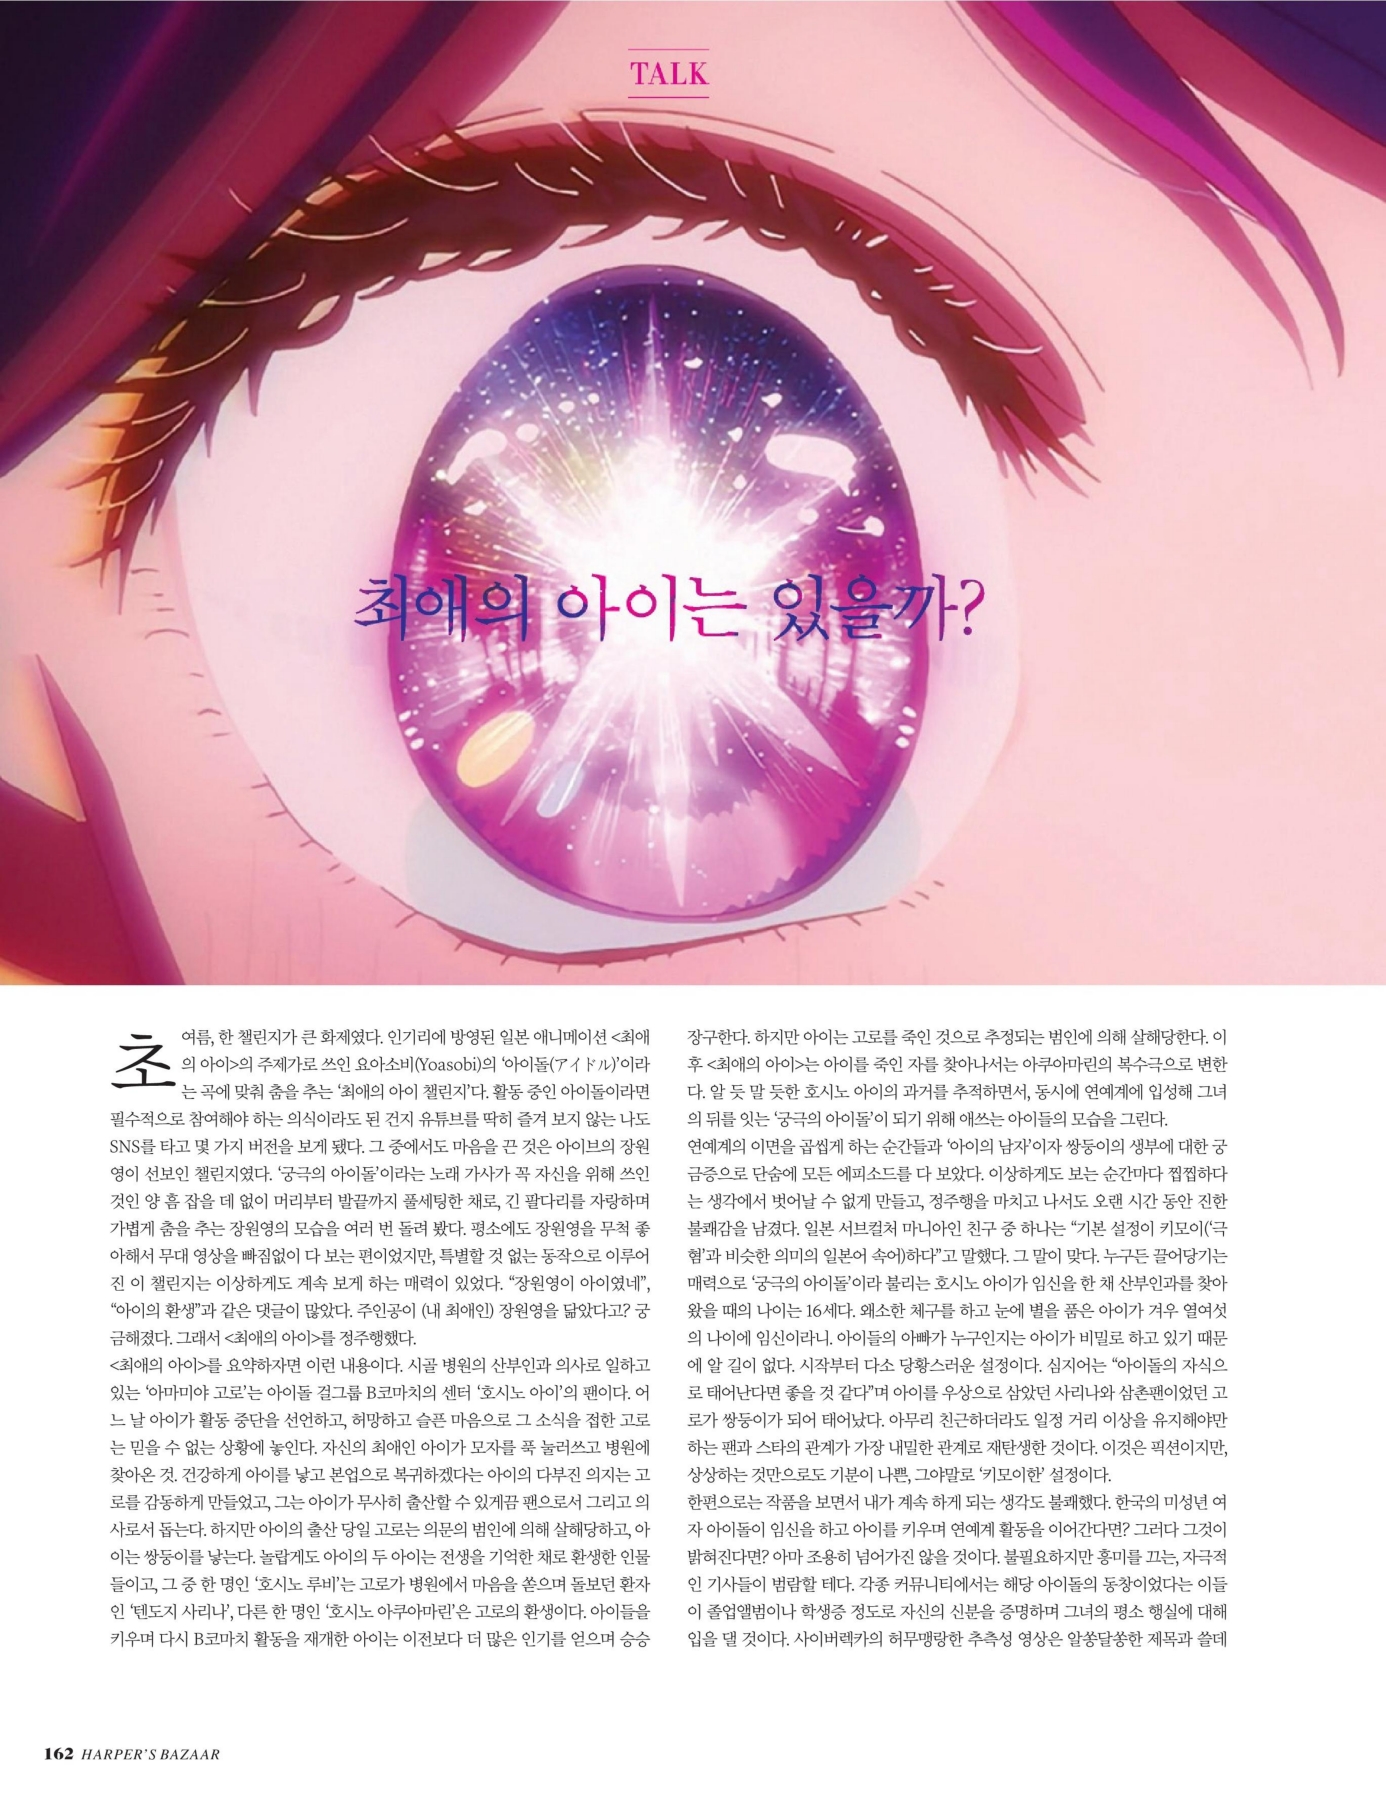 TALK
최애의 아이는 있을까?
초여름, 한 챌린지가 큰 화제였다. 인기리에 방영된 일본 애니메이션 <최애
의 아이>의 주제가로 쓰인 요아소비(Yoasobi)의 ‘아이돌(アイドル)’이라
는 곡에 맞춰 춤을 추는 ‘최애의 아이 챌린지’다. 활동 중인 아이돌이라면
필수적으로 참여해야 하는 의식이라도 된 건지 유튜브를 딱히 즐겨 보지 않는 나도
SNS를 타고 몇 가지 버전을 보게 됐다. 그 중에서도 마음을 끈 것은 아이브의 장원
영이 선보인 챌린지였다. ‘궁극의 아이돌’이라는 노래 가사가 꼭 자신을 위해 쓰인
것인 양 흠 잡을 데 없이 머리부터 발끝까지 풀세팅한 채로, 긴 팔다리를 자랑하며
가볍게 춤을 추는 장원영의 모습을 여러 번 돌려 봤다. 평소에도 장원영을 무척 좋
아해서 무대 영상을 빠짐없이 다 보는 편이었지만, 특별할 것 없는 동작으로 이루어
진 이 챌린지는 이상하게도 계속 보게 하는 매력이 있었다. “장원영이 아이였네”,
“아이의 환생”과 같은 댓글이 많았다. 주인공이 (내 최애인) 장원영을 닮았다고? 궁
금해졌다. 그래서 <최애의 아이>를 정주행했다.
<최애의 아이>를 요약하자면 이런 내용이다. 시골 병원의 산부인과 의사로 일하고
있는 ‘아마미야 고로’는 아이돌 걸그룹 B코마치의 센터 ‘호시노 아이’의 팬이다. 어
느 날 아이가 활동 중단을 선언하고, 허망하고 슬픈 마음으로 그 소식을 접한 고로
는 믿을 수 없는 상황에 놓인다. 자신의 최애인 아이가 모자를 푹 눌러쓰고 병원에
찾아온 것. 건강하게 아이를 낳고 본업으로 복귀하겠다는 아이의 다부진 의지는 고
로를 감동하게 만들었고, 그는 아이가 무사히 출산할 수 있게끔 팬으로서 그리고 의
사로서 돕는다. 하지만 아이의 출산 당일 고로는 의문의 범인에 의해 살해당하고, 아
이는 쌍둥이를 낳는다. 놀랍게도 아이의 두 아이는 전생을 기억한 채로 환생한 인물
들이고, 그 중 한 명인 ‘호시노 루비’는 고로가 병원에서 마음을 쏟으며 돌보던 환자
인 ‘텐도지 사리나’, 다른 한 명인 ‘호시노 아쿠아마린’은 고로의 환생이다. 아이들을
키우며 다시 B코마치 활동을 재개한 아이는 이전보다 더 많은 인기를 얻으며 승승
장구한다. 하지만 아이는 고로를 죽인 것으로 추정되는 범인에 의해 살해당한다. 이
후 <최애의 아이>는 아이를 죽인 자를 찾아나서는 아쿠아마린의 복수극으로 변한
다. 알 듯 말 듯한 호시노 아이의 과거를 추적하면서, 동시에 연예계에 입성해 그녀
의 뒤를 잇는 ‘궁극의 아이돌’이 되기 위해 애쓰는 아이들의 모습을 그린다.
연예계의 이면을 곱씹게 하는 순간들과 ‘아이의 남자’이자 쌍둥이의 생부에 대한 궁
금증으로 단숨에 모든 에피소드를 다 보았다. 이상하게도 보는 순간마다 찝찝하다
는 생각에서 벗어날 수 없게 만들고, 정주행을 마치고 나서도 오랜 시간 동안 진한
불쾌감을 남겼다. 일본 서브컬처 마니아인 친구 중 하나는 “기본 설정이 키모이(‘극
혐’과 비슷한 의미의 일본어 속어)하다”고 말했다. 그 말이 맞다. 누구든 끌어당기는
매력으로 ‘궁극의 아이돌’이라 불리는 호시노 아이가 임신을 한 채 산부인과를 찾아
왔을 때의 나이는 16세다. 왜소한 체구를 하고 눈에 별을 품은 아이가 겨우 열여섯
의 나이에 임신이라니. 아이들의 아빠가 누구인지는 아이가 비밀로 하고 있기 때문
에 알 길이 없다. 시작부터 다소 당황스러운 설정이다. 심지어는 “아이돌의 자식으
로 태어난다면 좋을 것 같다”며 아이를 우상으로 삼았던 사리나와 삼촌팬이었던 고
로가 쌍둥이가 되어 태어났다. 아무리 친근하더라도 일정 거리 이상을 유지해야만
하는 팬과 스타의 관계가 가장 내밀한 관계로 재탄생한 것이다. 이것은 픽션이지만,
상상하는 것만으로도 기분이 나쁜, 그야말로 ‘키모이한’ 설정이다.
한편으로는 작품을 보면서 내가 계속 하게 되는 생각도 불쾌했다. 한국의 미성년 여
자 아이돌이 임신을 하고 아이를 키우며 연예계 활동을 이어간다면? 그러다 그것이
밝혀진다면? 아마 조용히 넘어가진 않을 것이다. 불필요하지만 흥미를 끄는, 자극적
인 기사들이 범람할 테다. 각종 커뮤니티에서는 해당 아이돌의 동창이었다는 이들
이 졸업앨범이나 학생증 정도로 자신의 신분을 증명하며 그녀의 평소 행실에 대해
입을 댈 것이다. 사이버렉카의 허무맹랑한 추측성 영상은 알쏭달쏭한 제목과 쓸데
162 HARPER’S BAZAAR